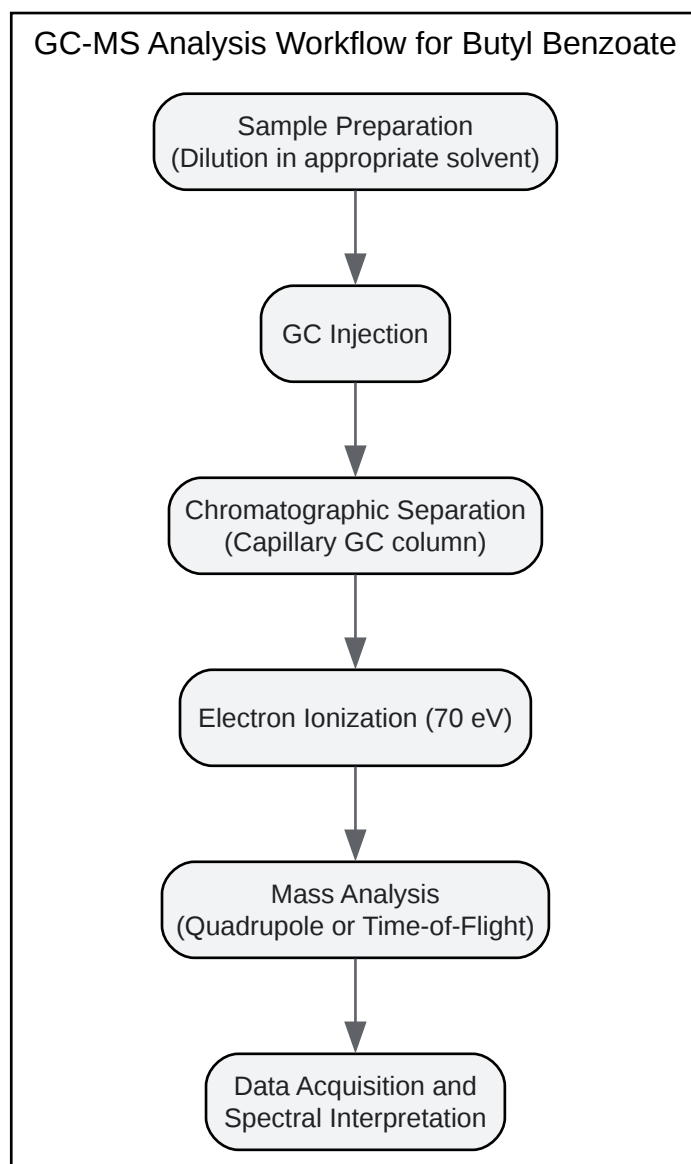 GC-MS Analysis Workflow for Butyl Benzoate
Sample Preparation
(Dilution in appropriate solvent)
GC Injection
Chromatographic Separation
(Capillary GC column)
Electron Ionization (70 eV)
Mass Analysis
(Quadrupole or Time-of-Flight)
Data Acquisition and
Spectral Interpretation